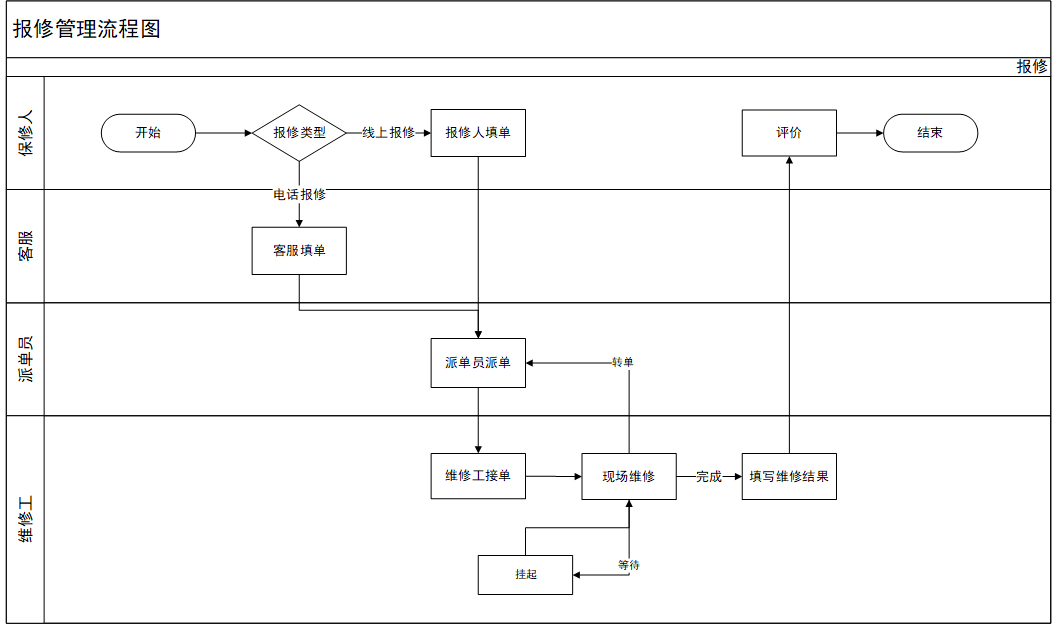 报修管理流程图
报修
保修人
开始
报修类型
线上报修
报修人填单
评价
结束
电话报修
客服
客服填单
派单员
派单员派单
转单
维修工
维修工接单
现场维修
完成
填写维修结果
等待
挂起